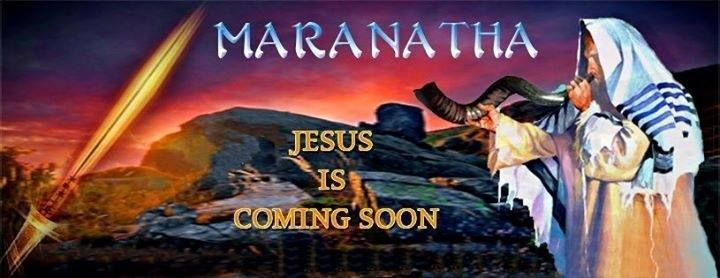 MARANATHA
JESUS
IS
COMING SOON